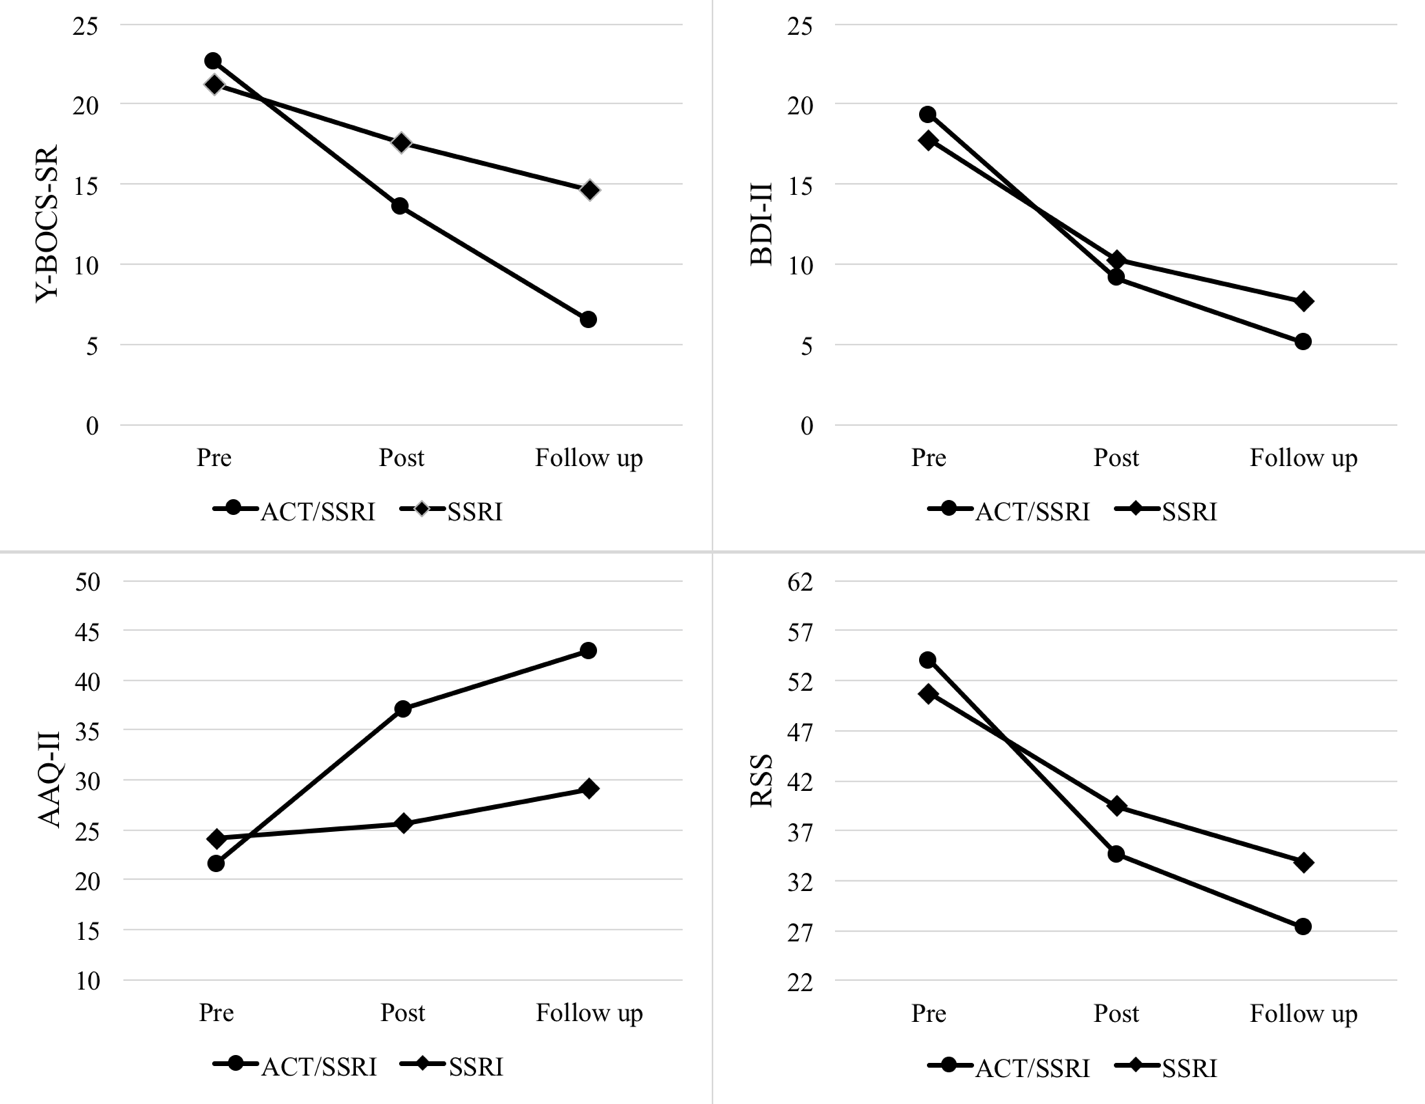 25
20
15
10
5
0
Y-BOCS-SR
Pre Post Follow up
ACT/SSRI SSRI
25
20
15
10
5
0
BDI-II
Pre Post Follow up
ACT/SSRI SSRI
50
45
40
35
30
25
20
15
10
AAQ-II
Pre Post Follow up
ACT/SSRI SSRI
62
57
52
47
42
37
32
27
22
RSS
Pre Post Follow up
ACT/SSRI SSRI